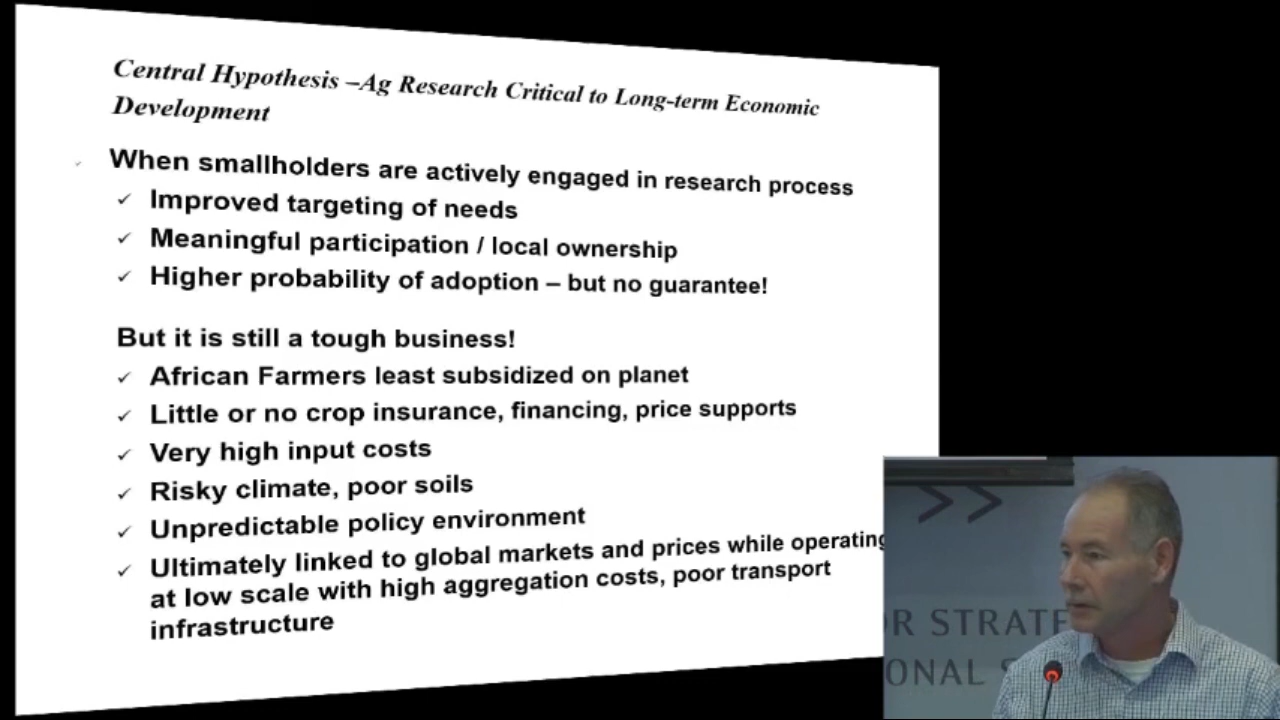 Central Hypothesis –Ag Research Critical to Long-term Economic
Development
✓ When smallholders are actively engaged in research process
✓ Improved targeting of needs
✓ Meaningful participation / local ownership
✓ Higher probability of adoption – but no guarantee!
But it is still a tough business!
✓ African Farmers least subsidized on planet
✓ Little or no crop insurance, financing, price supports
✓ Very high input costs
✓ Risky climate, poor soils
✓ Unpredictable policy environment
✓ Ultimately linked to global markets and prices while operating
at low scale with high aggregation costs, poor transport
infrastructure
>>
OR STRATE
ONAL S